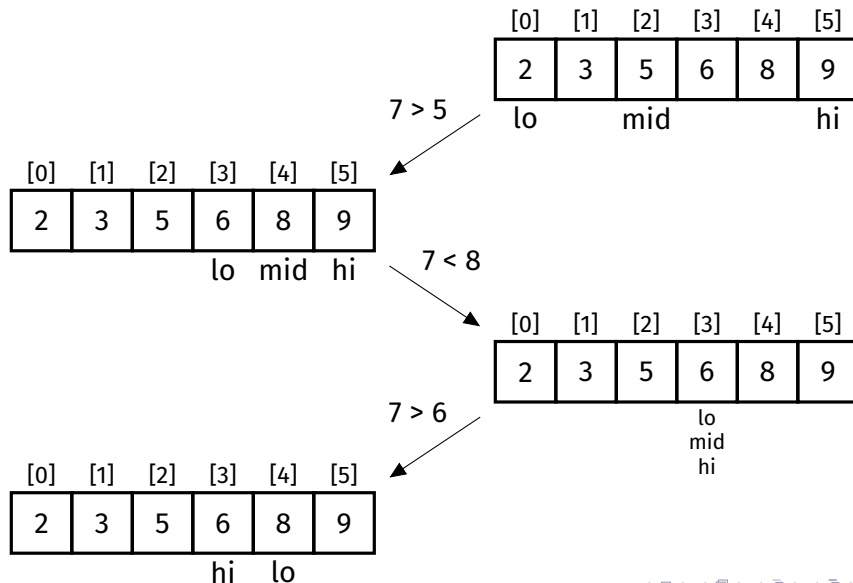 [0] [1] [2] [3] [4] [5]
2 3 5 6 8 9
lo mid hi
7 > 5
[0] [1] [2] [3] [4] [5]
2 3 5 6 8 9
lo mid hi
7 < 8
[0] [1] [2] [3] [4] [5]
2 3 5 6 8 9
lo
mid
hi
7 > 6
[0] [1] [2] [3] [4] [5]
2 3 5 6 8 9
hi lo